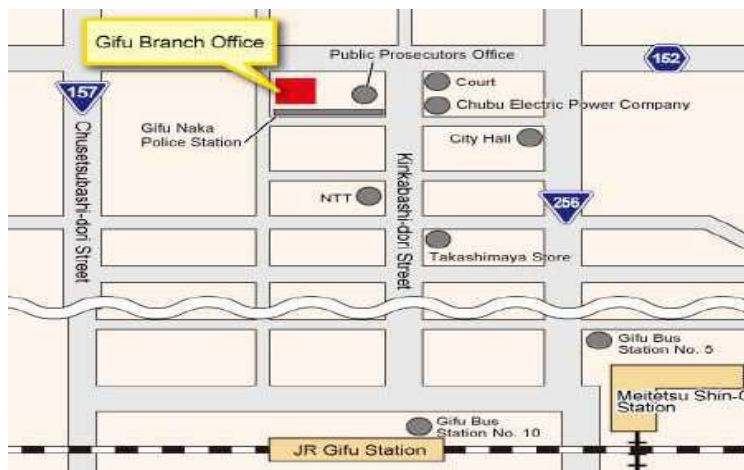 Gifu Branch Office
Public Prosecutors Office
152
157
Court
Chubu Electric Power Company
Gifu Naka
Police Station
City Hall
Chusetsubashi-dori Street
Kinkabashi-dori Street
NTT
256
Takashimaya Store
Gifu Bus
Station No. 5
Meitetsu Shin-
Station
Gifu Bus
Station No. 10
JR Gifu Station